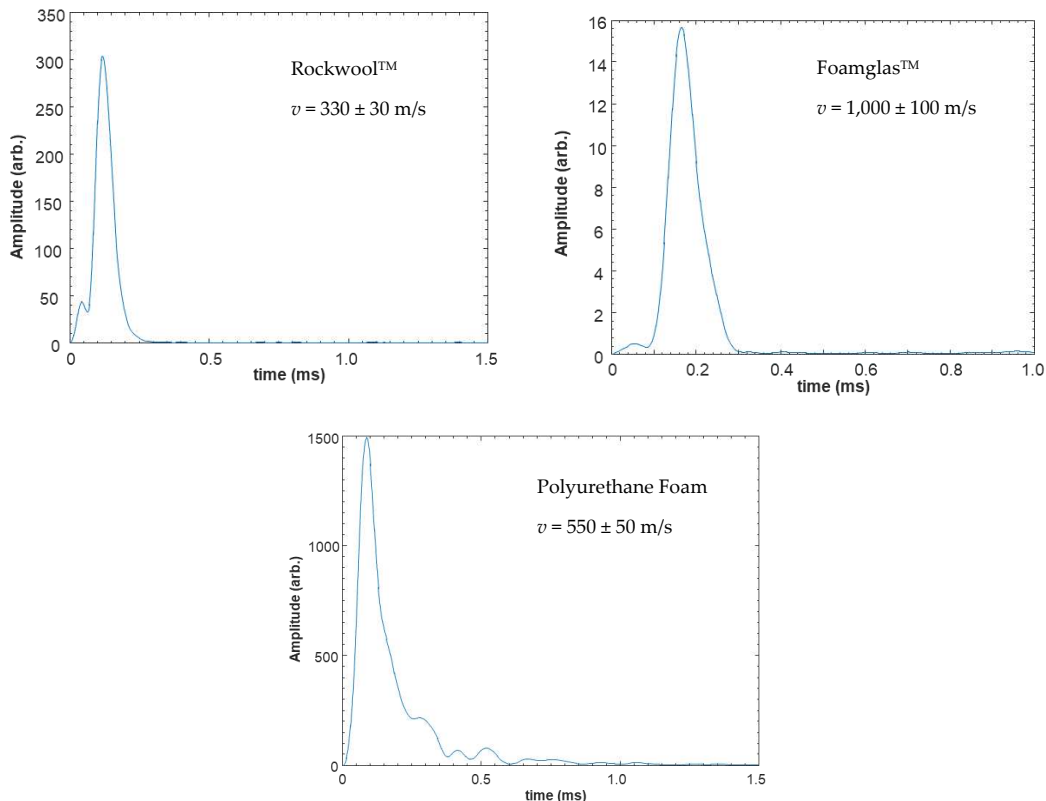 350
300
250
200
150
100
50
0
Amplitude (arb.)
Rockwool™
v = 330 ± 30 m/s
0 0.5 1.0 1.5
time (ms)
16
14
12
10
8
6
4
2
0
Amplitude (arb.)
Foamglas™
v = 1,000 ± 100 m/s
0 0.2 0.4 0.6 0.8 1.0
time (ms)
1500
1000
500
0
Amplitude (arb.)
Polyurethane Foam
v = 550 ± 50 m/s
0 0.5 1.0 1.5
time (ms)